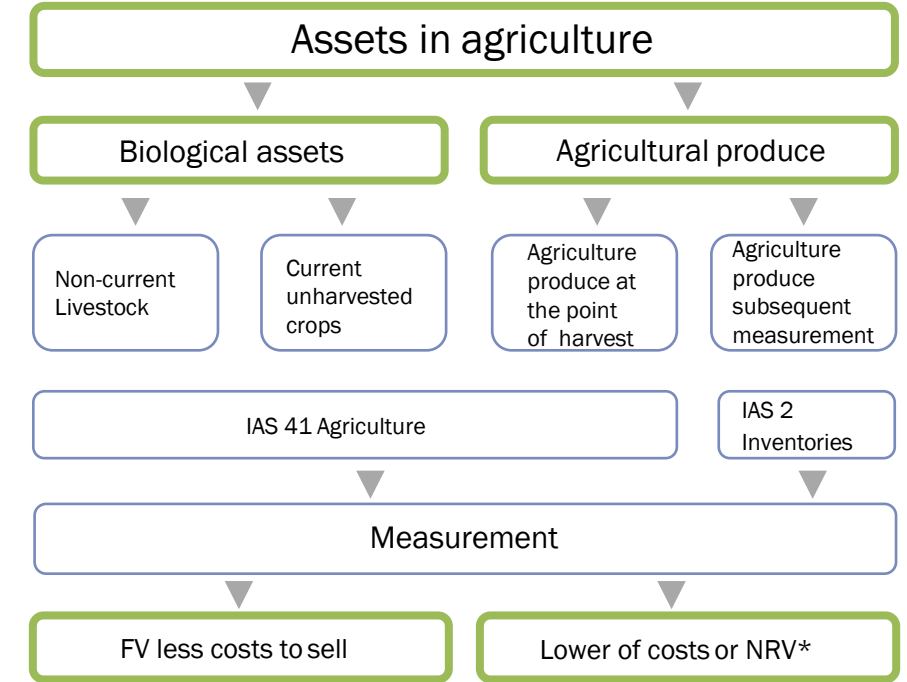 Assets in agriculture
Biological assets
Agricultural produce
Non-current
Livestock
Current
unharvested
crops
Agriculture
produce at
the point
of harvest
Agriculture
produce
subsequent
measurement
IAS 41 Agriculture
IAS 2
Inventories
Measurement
FV less costs to sell
Lower of costs or NRV*